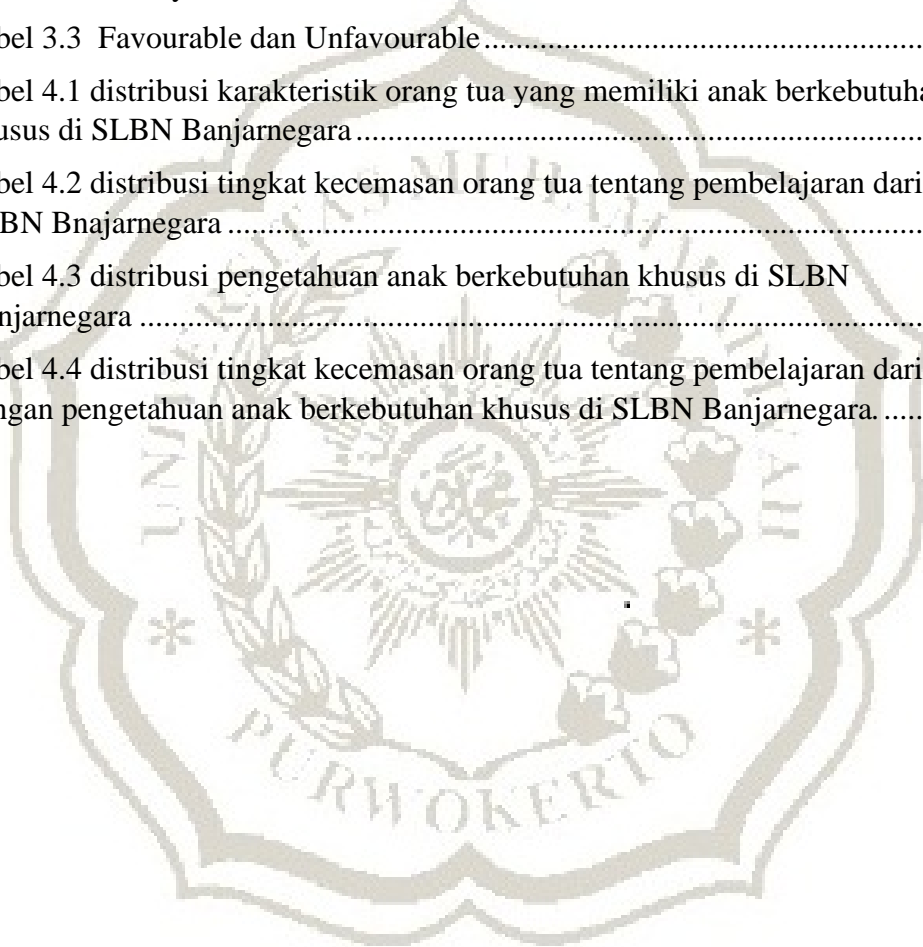 bel 3.3 Favourable dan Unfavourable........................................................
bel 4.1 distribusi karakteristik orang tua yang memiliki anak berkebutuha
usus di SLBN Banjarnegara........................................................................
bel 4.2 distribusi tingkat kecemasan orang tua tentang pembelajaran dari
BN Bnajarnegara........................................................................................
bel 4.3 distribusi pengetahuan anak berkebutuhan khusus di SLBN
njarnegara..................................................................................................
bel 4.4 distribusi tingkat kecemasan orang tua tentang pembelajaran dari
ngan pengetahuan anak berkebutuhan khusus di SLBN Banjarnegara. .....
UNIVERSITAS MUHAMMADIYAH
PURWOKERTO